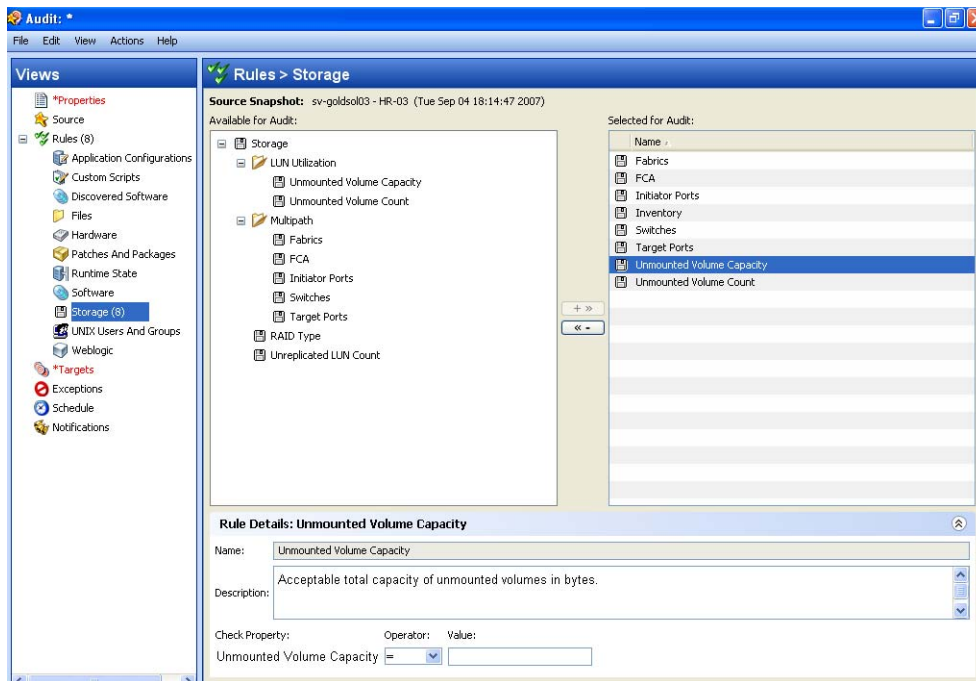 Audit: *
File Edit View Actions Help
Views
*Properties
Source
Rules (8)
Application Configurations
Custom Scripts
Discovered Software
Files
Hardware
Patches And Packages
Runtime State
Software
Storage (8)
UNIX Users And Groups
Weblogic
*Targets
Exceptions
Schedule
Notifications
Rules > Storage
Source Snapshot: sv-goldsol03 - HR-03 (Tue Sep 04 18:14:47 2007)
Available for Audit:
Storage
LUN Utilization
Unmounted Volume Capacity
Unmounted Volume Count
Multipath
Fabrics
FCA
Initiator Ports
Switches
Target Ports
RAID Type
Unreplicated LUN Count
+ »
« -
Selected for Audit:
Name
Fabrics
FCA
Initiator Ports
Inventory
Switches
Target Ports
Unmounted Volume Capacity
Unmounted Volume Count
Rule Details: Unmounted Volume Capacity
Name: Unmounted Volume Capacity
Description: Acceptable total capacity of unmounted volumes in bytes.
Check Property: Operator: Value:
Unmounted Volume Capacity =